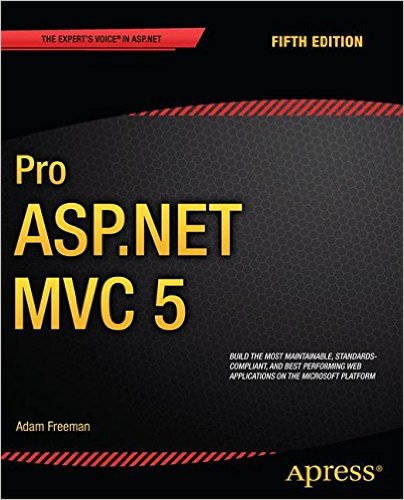 THE EXPERT'S VOICE® IN ASP.NET
FIFTH EDITION
Pro
ASP.NET
MVC 5
BUILD THE MOST MAINTAINABLE, STANDARDS-
COMPLIANT, AND BEST PERFORMING WEB
APPLICATIONS ON THE MICROSOFT PLATFORM
Adam Freeman
Apress®